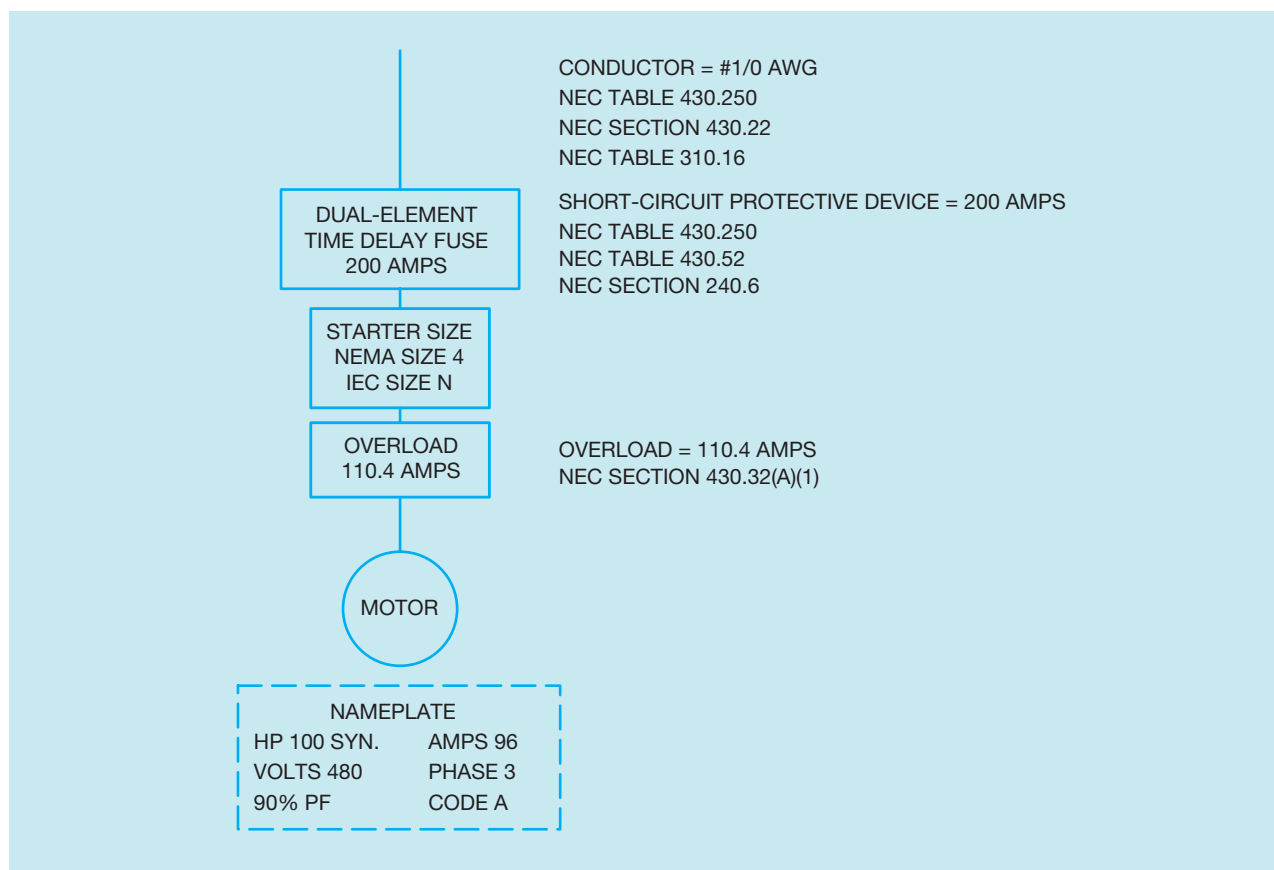 CONDUCTOR = #1/0 AWG
NEC TABLE 430.250
NEC SECTION 430.22
NEC TABLE 310.16
DUAL-ELEMENT
TIME DELAY FUSE
200 AMPS
SHORT-CIRCUIT PROTECTIVE DEVICE = 200 AMPS
NEC TABLE 430.250
NEC TABLE 430.52
NEC SECTION 240.6
STARTER SIZE
NEMA SIZE 4
IEC SIZE N
OVERLOAD
110.4 AMPS
OVERLOAD = 110.4 AMPS
NEC SECTION 430.32(A)(1)
MOTOR
NAMEPLATE
HP 100 SYN. AMPS 96
VOLTS 480 PHASE 3
90% PF CODE A